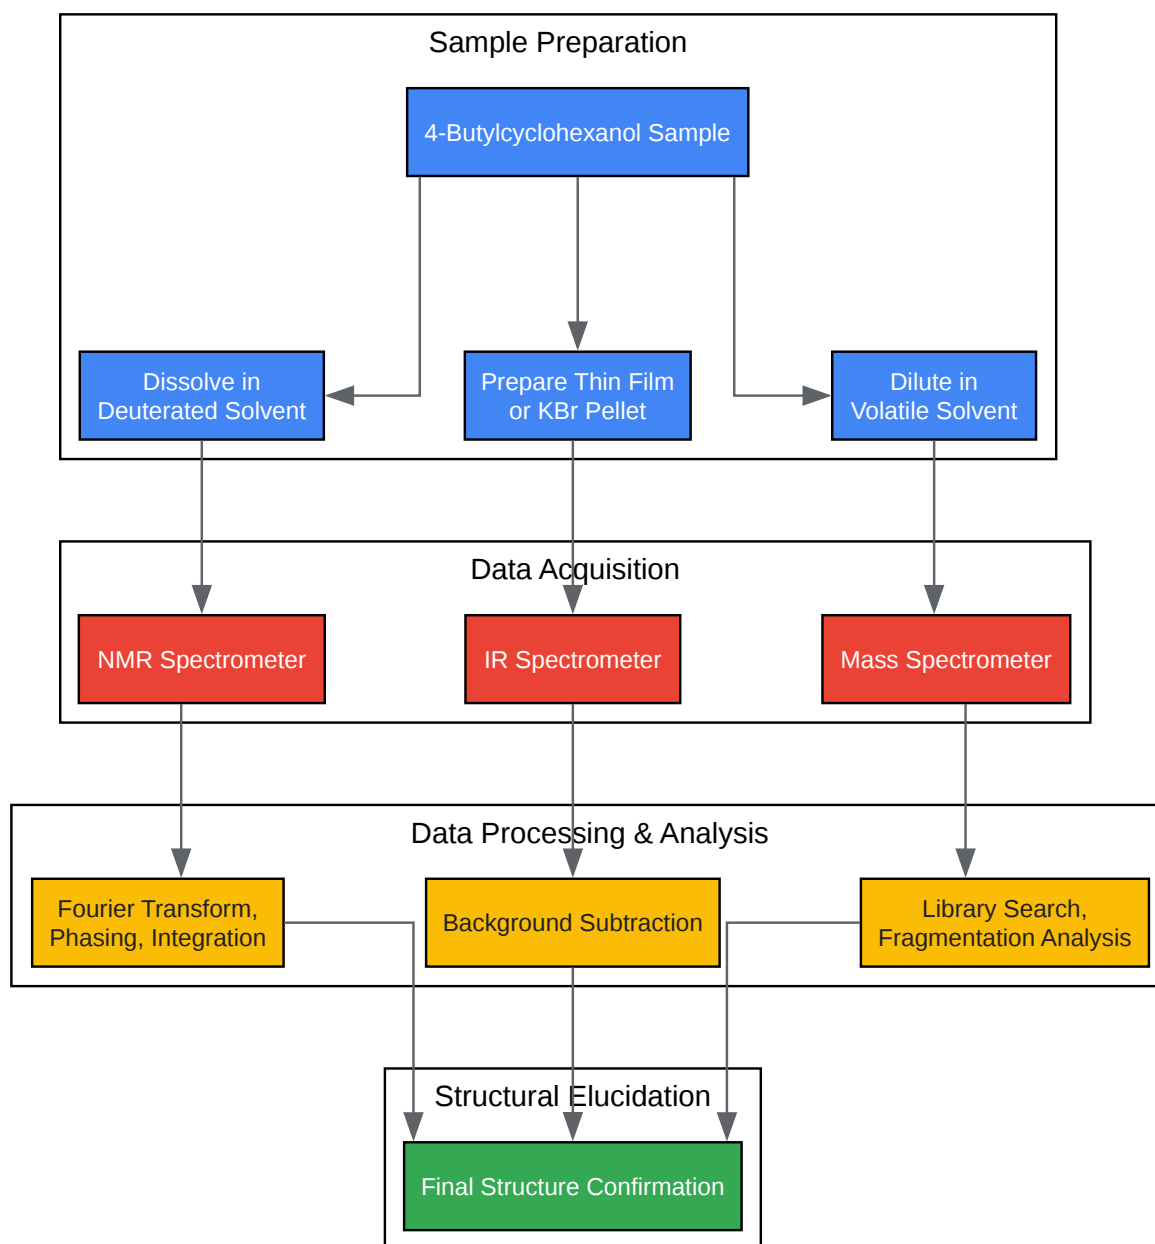 Sample Preparation
4-Butylcyclohexanol Sample
Dissolve in
Deuterated Solvent
Prepare Thin Film
or KBr Pellet
Dilute in
Volatile Solvent
Data Acquisition
NMR Spectrometer
IR Spectrometer
Mass Spectrometer
Data Processing & Analysis
Fourier Transform,
Phasing, Integration
Background Subtraction
Library Search,
Fragmentation Analysis
Structural Elucidation
Final Structure Confirmation